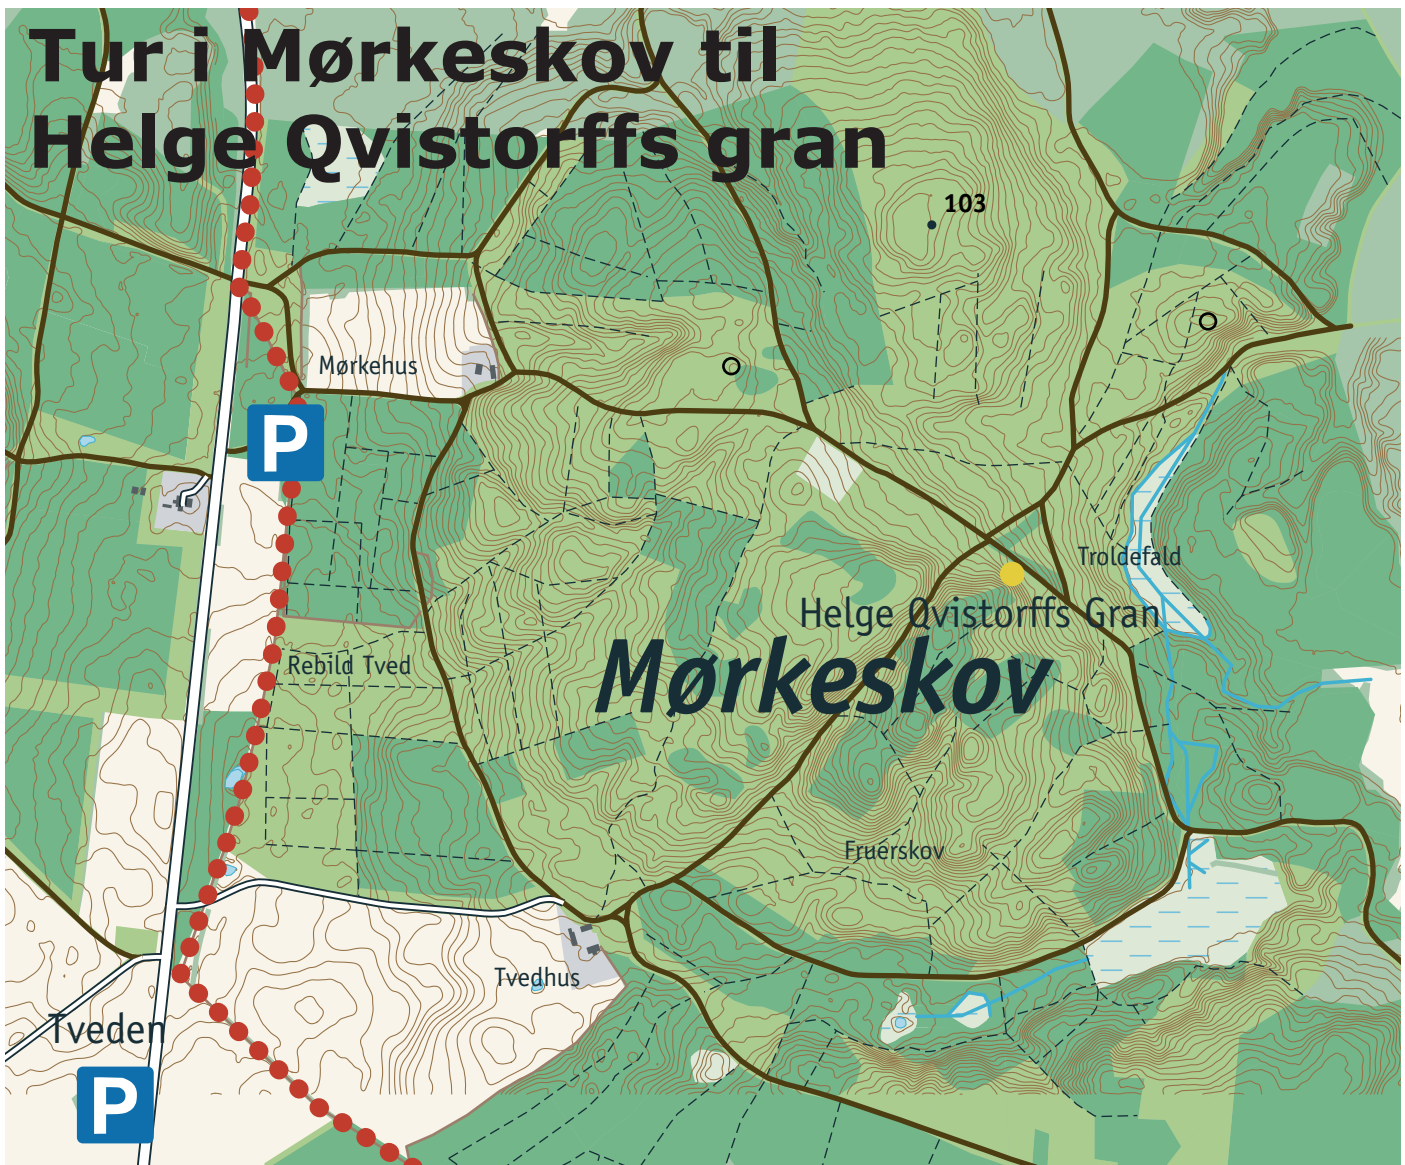 Tur i Mørkeskov til
Helge Qvistorffs gran
103
Mørkehus
P
Troldefald
Helge Qvistorffs Gran
Rebild Tved
Mørkeskov
Fruerskov
Tvedhus
Tveden
P